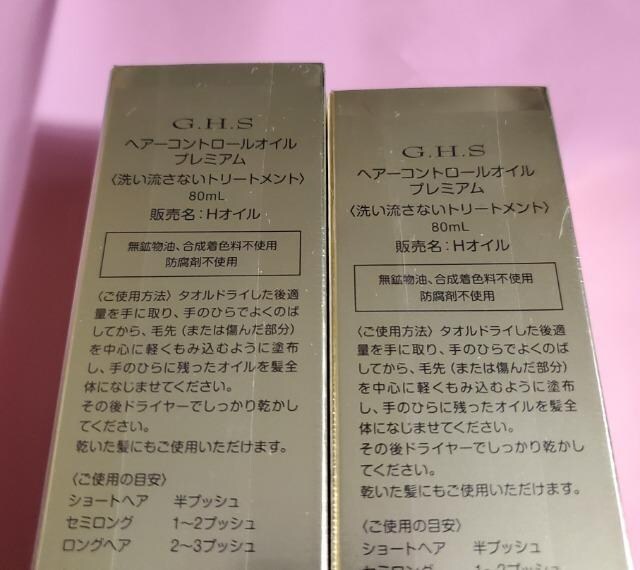 G.H.S
ヘアーコントロールオイル
プレミアム
〈洗い流さないトリートメント〉
80mL
販売名：Hオイル
無鉱物油、合成着色料不使用
防腐剤不使用
〈ご使用方法〉タオルドライした後適
量を手に取り、手のひらでよくのば
してから、毛先（または傷んだ部分）
を中心に軽くもみ込むように塗布
し、手のひらに残ったオイルを髪全
体になじませてください。
その後ドライヤーでしっかり乾かし
てください。
乾いた髪にもご使用いただけます。
〈ご使用の目安〉
ショートヘア 半プッシュ
セミロング 1〜2プッシュ
ロングヘア 2〜3プッシュ
G.H.S
ヘアーコントロールオイル
プレミアム
〈洗い流さないトリートメント〉
80mL
販売名：Hオイル
無鉱物油、合成着色料不使用
防腐剤不使用
〈ご使用方法〉タオルドライした後適
量を手に取り、手のひらでよくのば
してから、毛先（または傷んだ部分）
を中心に軽くもみ込むように塗布
し、手のひらに残ったオイルを髪全
体になじませてください。
その後ドライヤーでしっかり乾かし
てください。
乾いた髪にもご使用いただけます。
〈ご使用の目安〉
ショートヘア 半プッシュ